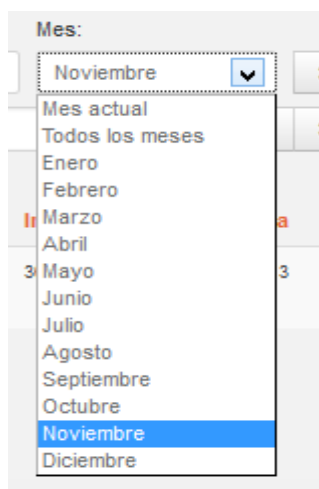 Mes:
Noviembre
Mes actual
Todos los meses
Enero
Febrero
Marzo
Abril
Mayo
3
Junio
Julio
Agosto
Septiembre
Octubre
Noviembre
Diciembre